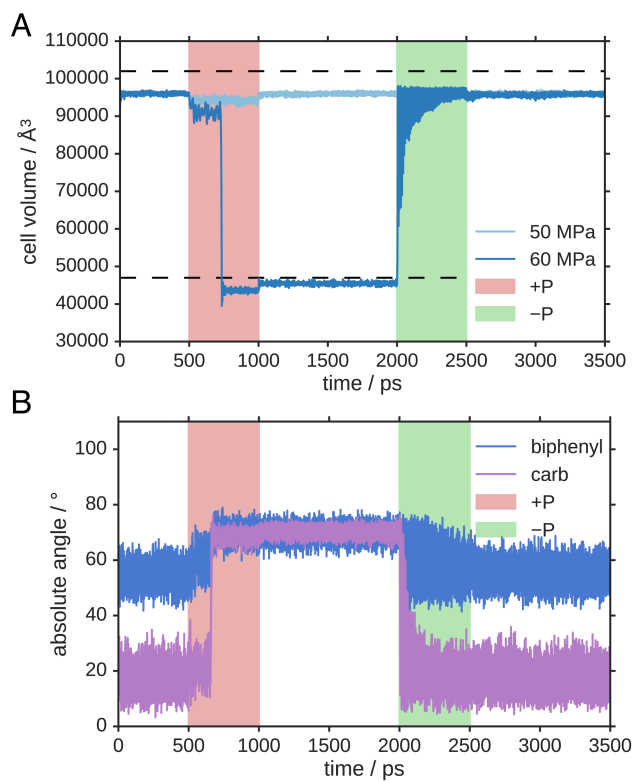 A
110000
100000
90000
80000
70000
60000
50000
40000
30000
cell volume / Å³
50 MPa
60 MPa
+P
−P
0 500 1000 1500 2000 2500 3000 3500
time / ps
B
100
80
60
40
20
0
absolute angle / °
biphenyl
carb
+P
−P
0 500 1000 1500 2000 2500 3000 3500
time / ps